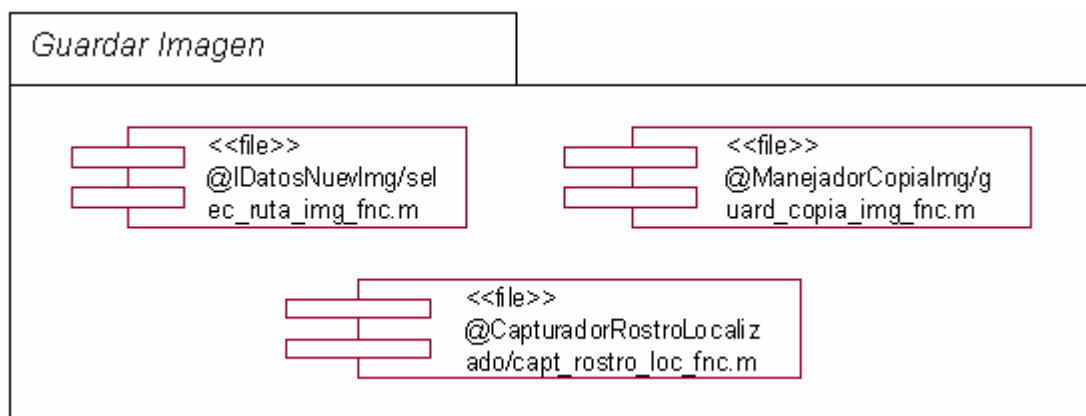 Guardar Imagen
<<file>>
@IDatosNuevImg/sel
ec_ruta_img_fnc.m
<<file>>
@ManejadorCopiaImg/g
uard_copia_img_fnc.m
<<file>>
@CapturadorRostroLocaliz
ado/capt_rostro_loc_fnc.m